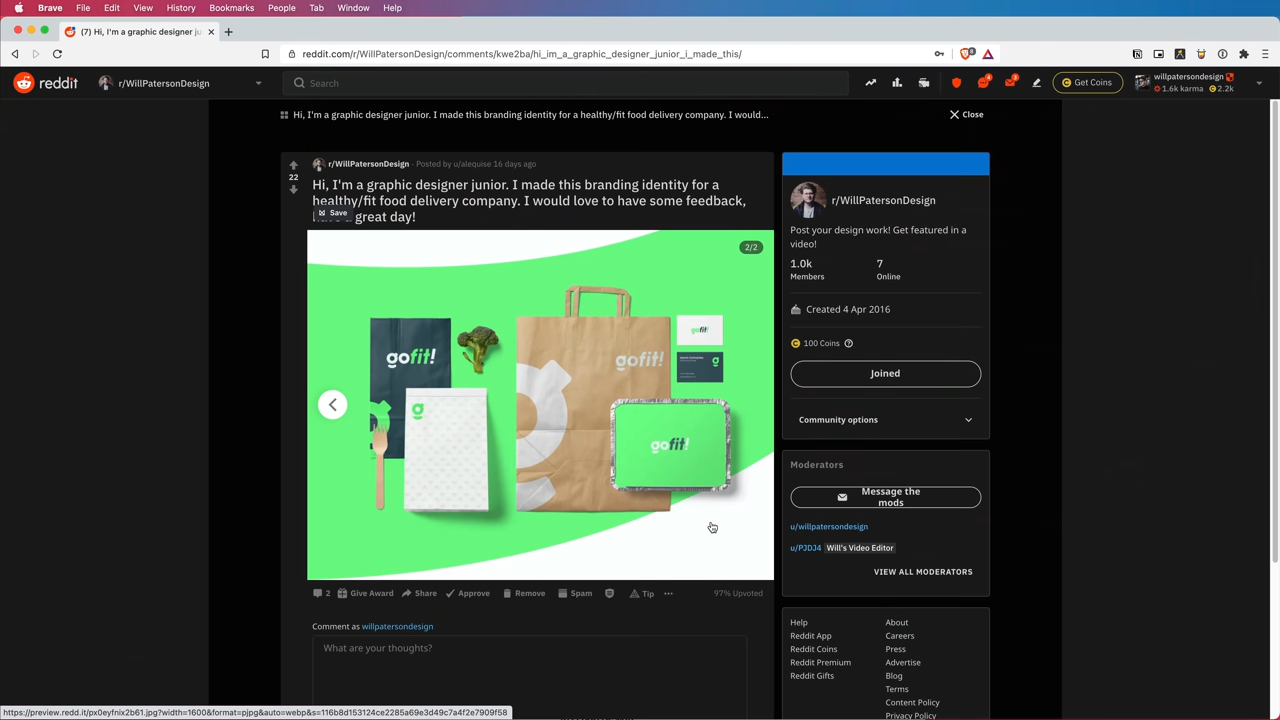 Brave File Edit View History Bookmarks People Tab Window Help
(7) Hi, I'm a graphic designer ju
reddit.com/r/WillPatersonDesign/comments/kwe2ba/hi_im_a_graphic_designer_junior_i_made_this/
reddit r/WillPatersonDesign Search Get Coins willpatersondesign
1.6k karma 2.2k
Hi, I'm a graphic designer junior. I made this branding identity for a healthy/fit food delivery company. I would... Close
r/WillPatersonDesign · Posted by u/alequise 16 days ago
22
Hi, I'm a graphic designer junior. I made this branding identity for a
healthy/fit food delivery company. I would love to have some feedback,
Save great day!
2/2
gofit!
gofit!
gofit!
g
g
gofit!
2 Give Award Share Approve Remove Spam Tip 97% Upvoted
Comment as willpatersondesign
What are your thoughts?
r/WillPatersonDesign
Post your design work! Get featured in a
video!
1.0k 7
Members Online
Created 4 Apr 2016
100 Coins
Joined
Community options
Moderators
Message the
mods
u/willpatersondesign
u/PJDJ4 Will's Video Editor
VIEW ALL MODERATORS
Help About
Reddit App Careers
Reddit Coins Press
Reddit Premium Advertise
Reddit Gifts Blog
Terms
Content Policy
Privacy Policy
https://preview.redd.it/px0eyfnix2b61.jpg?width=1600&format=pjpg&auto=webp&s=116b8d153124ce2285a69e3d49c7a4f2e7909f58